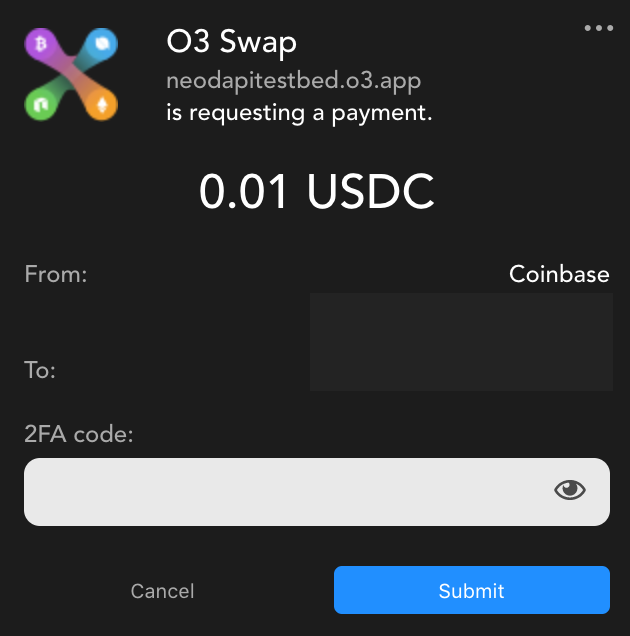 O3 Swap
neodapitestbed.o3.app
is requesting a payment.
0.01 USDC
From:
Coinbase
To:
2FA code:
Cancel
Submit